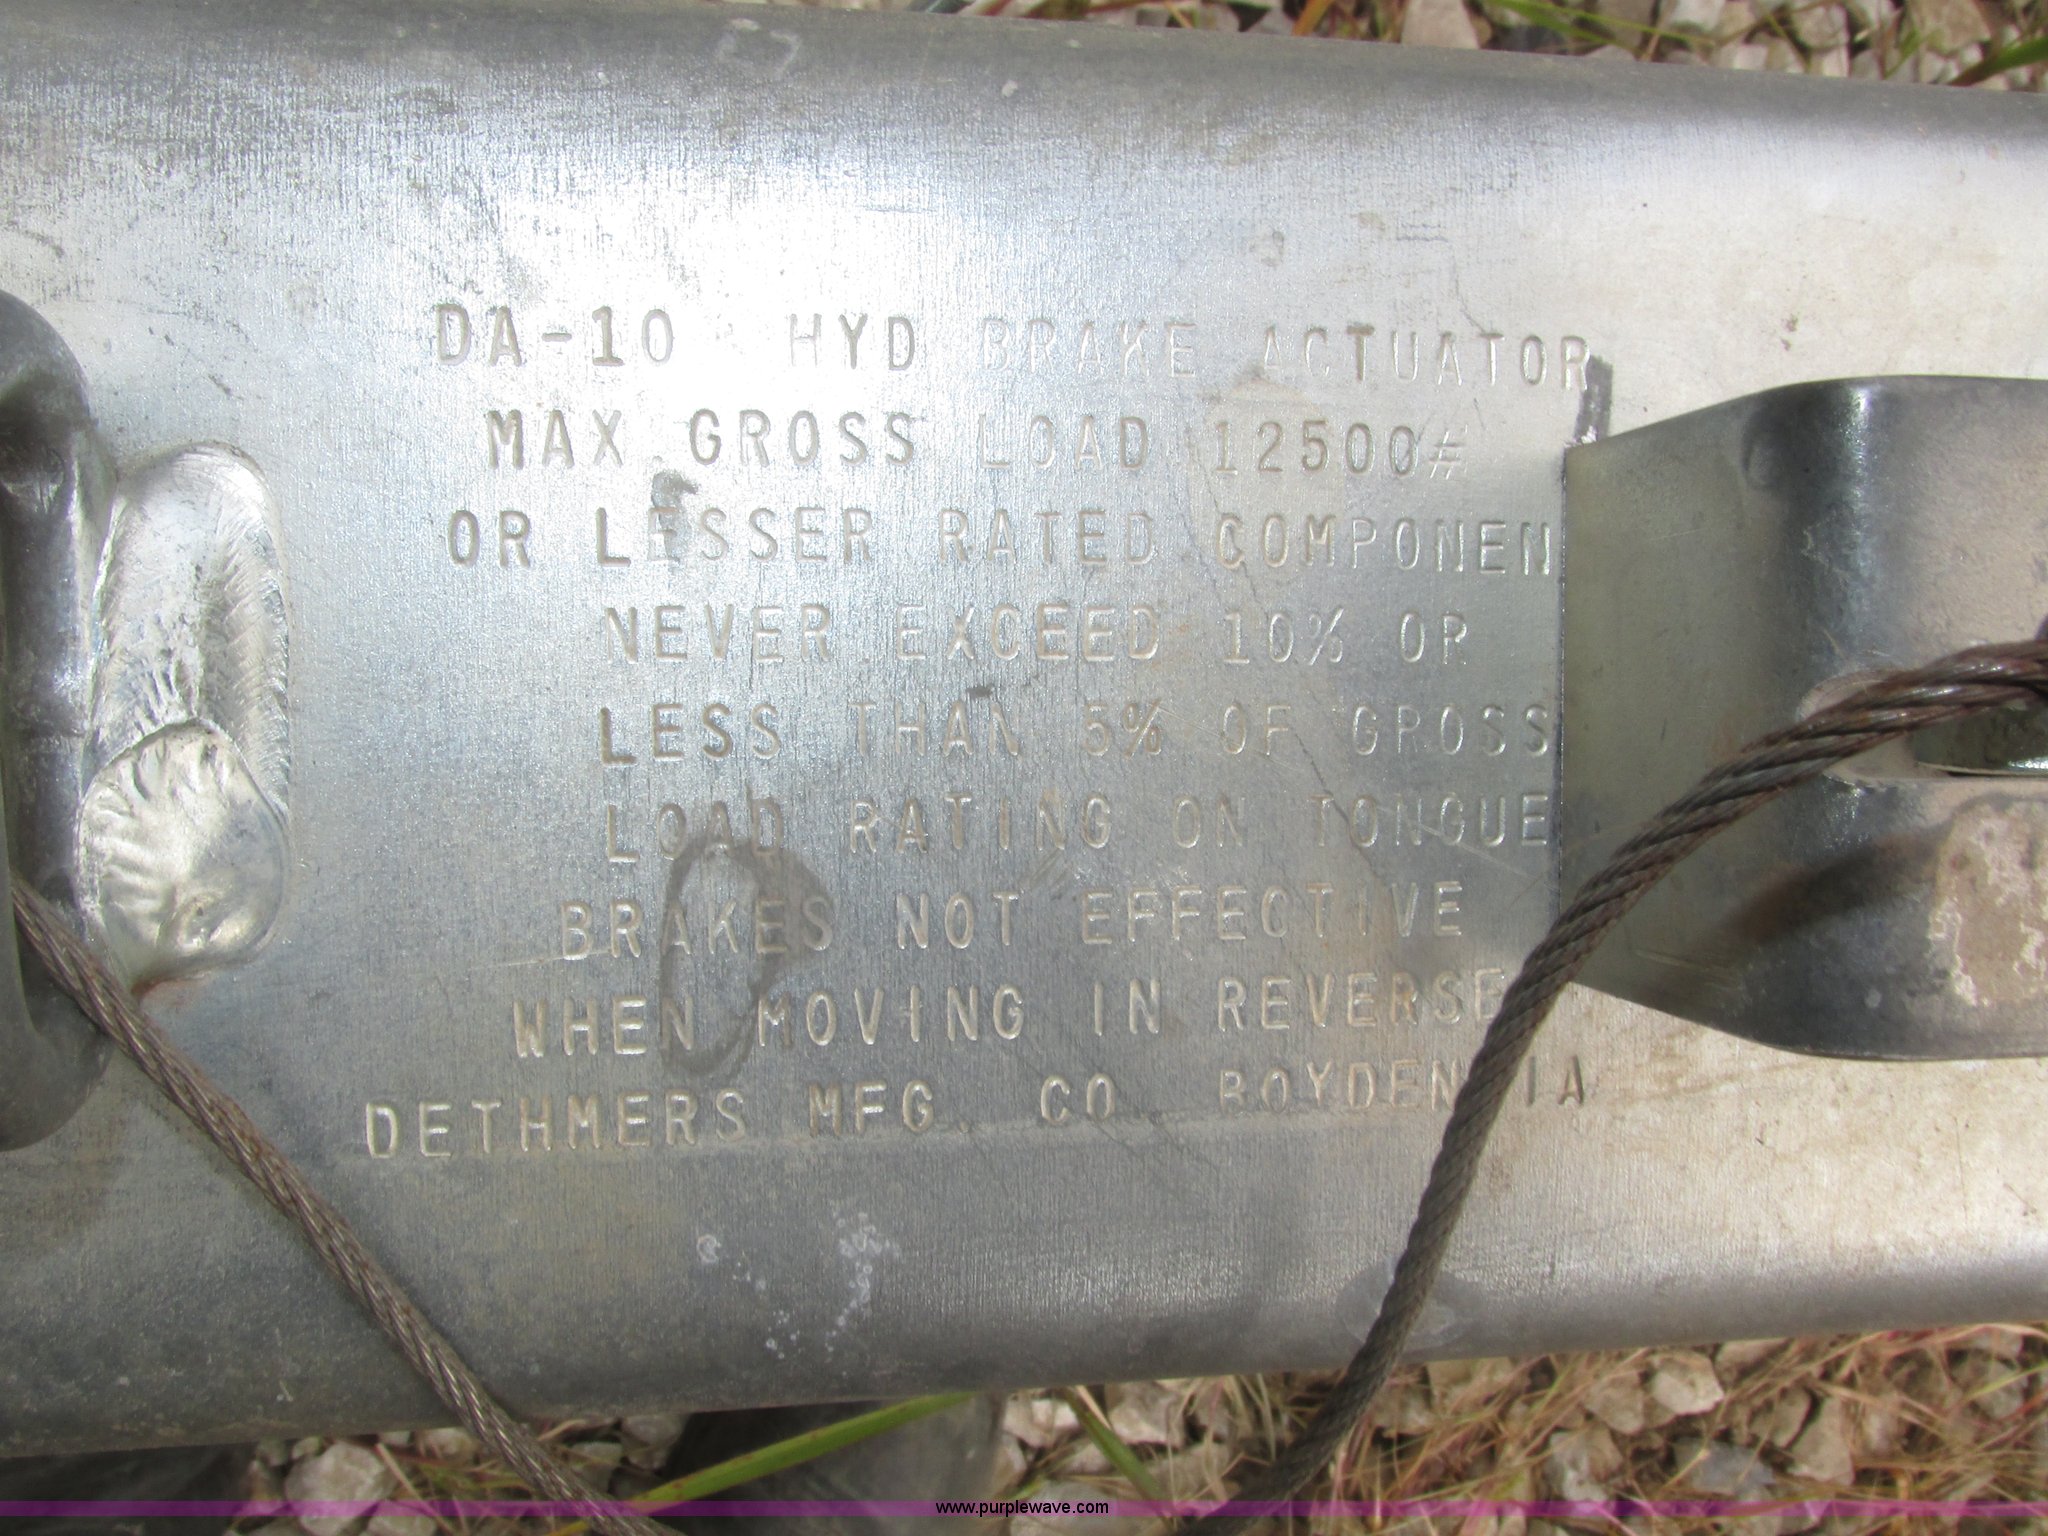 DA-10 HYD BRAKE ACTUATOR
MAX GROSS LOAD 12500#
OR LESSER RATED COMPONEN
NEVER EXCEED 10% OR
LESS THAN 5% OF GROSS
LOAD RATING ON TONGUE
BRAKES NOT EFFECTIVE
WHEN MOVING IN REVERSE
DETHMERS MFG. CO. BOYDEN IA
www.purplewave.com